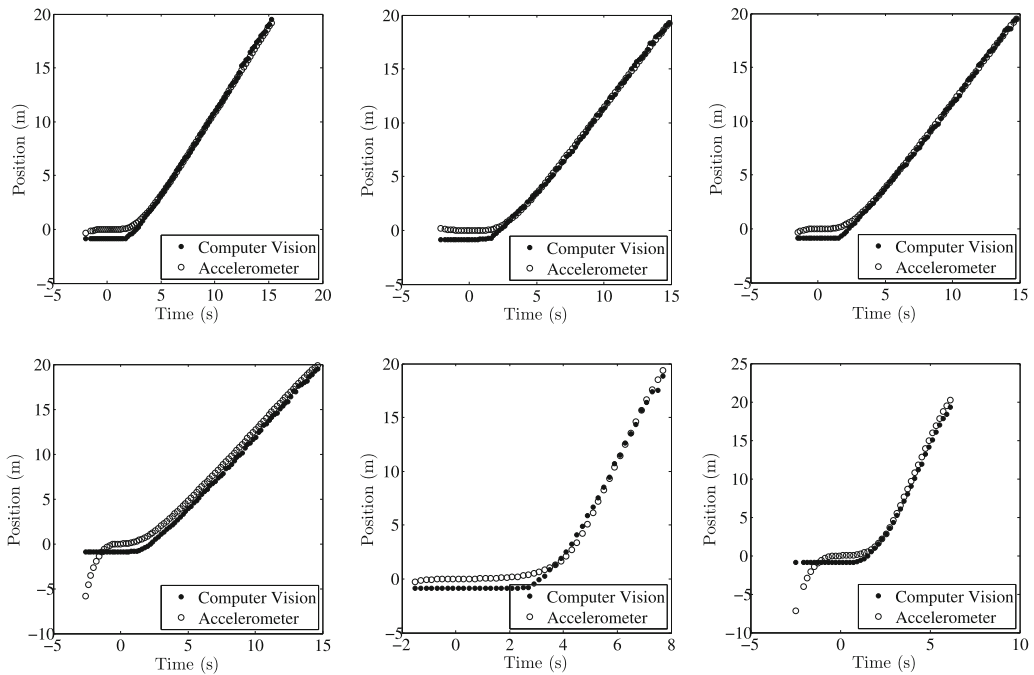 20
15
10
5
0
−5
Position (m)
Computer Vision
Accelerometer
−5 0 5 10 15 20
Time (s)
20
15
10
5
0
−5
Position (m)
Computer Vision
Accelerometer
−5 0 5 10 15
Time (s)
20
15
10
5
0
−5
Position (m)
Computer Vision
Accelerometer
−5 0 5 10 15
Time (s)
20
15
10
5
0
−5
−10
Position (m)
Computer Vision
Accelerometer
−5 0 5 10 15
Time (s)
20
15
10
5
0
−5
Position (m)
Computer Vision
Accelerometer
−2 0 2 4 6 8
Time (s)
25
20
15
10
5
0
−5
−10
Position (m)
Computer Vision
Accelerometer
−5 0 5 10
Time (s)